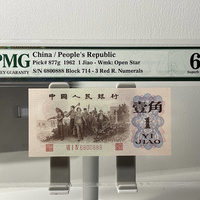 PMG
China / People's Republic
Pick# 877g 1962 1 Jiao - Wmk: Open Star
S/N 6800888 Block 714 - 3 Red R. Numerals
6
中国人民银行
壹角
1
YI JIAO